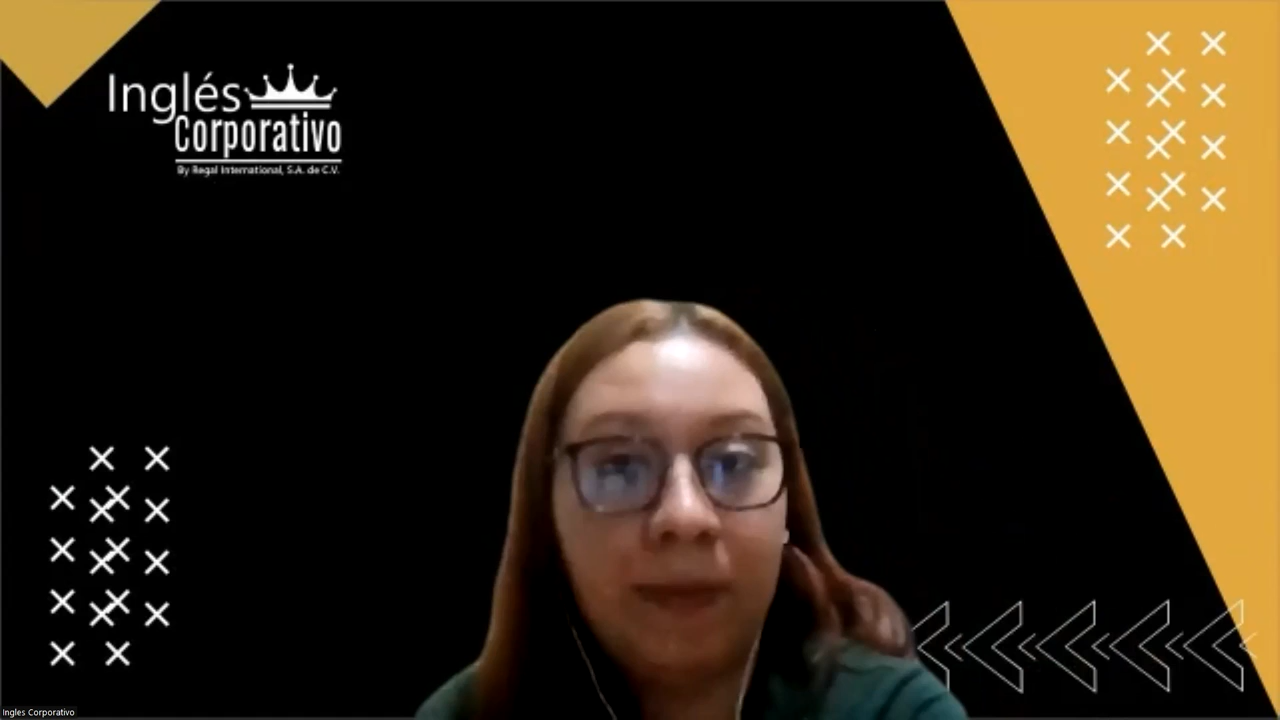 Inglés
Corporativo
By Regal International, S.A. de C.V.
Ingles Corporativo